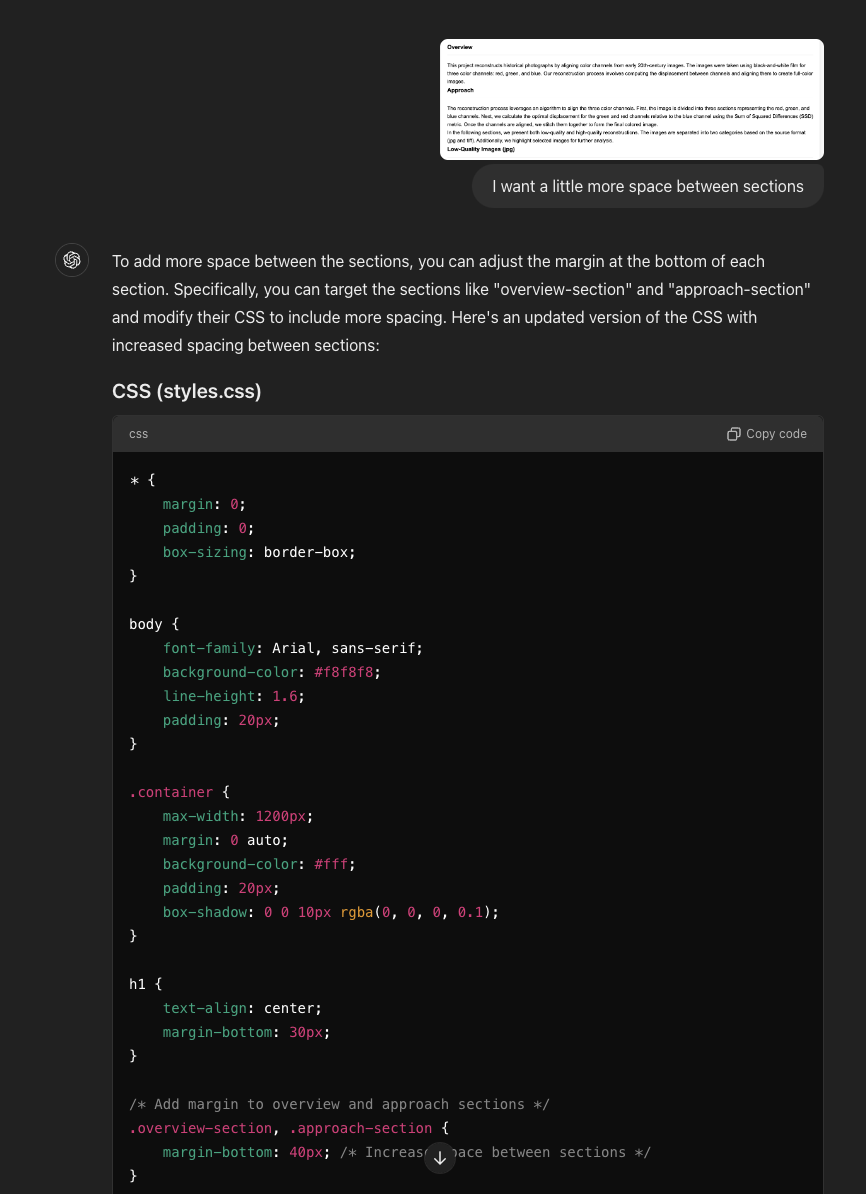 Overview
This project reconstructs historical photographs by aligning color channels from early 20th-century images. The images were taken using black-and-white film for
three color channels: red, green, and blue. Our reconstruction process involves computing the displacement between channels and aligning them to create full-color
images.
Approach
The reconstruction process leverages an algorithm to align the three color channels. First, the image is divided into three sections representing the red, green, and
blue channels. Next, we calculate the optimal displacement for the green and red channels relative to the blue channel using the Sum of Squared Differences (SSD)
metric. Once the channels are aligned, we stitch them together to form the final colored image.
In the following sections, we present both low-quality and high-quality reconstructions. The images are separated into two categories based on the source format
(jpg and tiff). Additionally, we highlight selected images for further analysis.
Low-Quality Images (jpg)
I want a little more space between sections
To add more space between the sections, you can adjust the margin at the bottom of each
section. Specifically, you can target the sections like "overview-section" and "approach-section"
and modify their CSS to include more spacing. Here's an updated version of the CSS with
increased spacing between sections:
CSS (styles.css)
css
Copy code
* {
    margin: 0;
    padding: 0;
    box-sizing: border-box;
}
body {
    font-family: Arial, sans-serif;
    background-color: #f8f8f8;
    line-height: 1.6;
    padding: 20px;
}
.container {
    max-width: 1200px;
    margin: 0 auto;
    background-color: #fff;
    padding: 20px;
    box-shadow: 0 0 10px rgba(0, 0, 0, 0.1);
}
h1 {
    text-align: center;
    margin-bottom: 30px;
}
/* Add margin to overview and approach sections */
.overview-section, .approach-section {
    margin-bottom: 40px; /* Increas pace between sections */
}